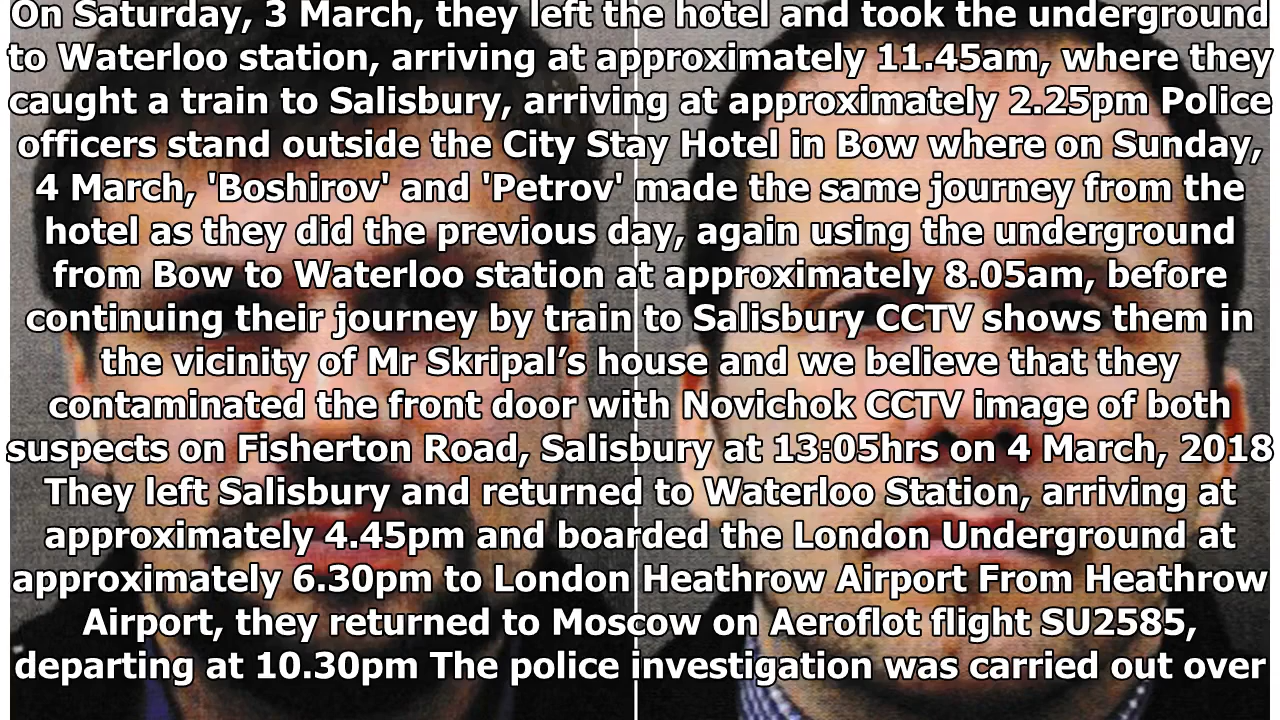 On Saturday, 3 March, they left the hotel and took the underground
to Waterloo station, arriving at approximately 11.45am, where they
caught a train to Salisbury, arriving at approximately 2.25pm Police
officers stand outside the City Stay Hotel in Bow where on Sunday,
4 March, 'Boshirov' and 'Petrov' made the same journey from the
hotel as they did the previous day, again using the underground
from Bow to Waterloo station at approximately 8.05am, before
continuing their journey by train to Salisbury CCTV shows them in
the vicinity of Mr Skripal’s house and we believe that they
contaminated the front door with Novichok CCTV image of both
suspects on Fisherton Road, Salisbury at 13:05hrs on 4 March, 2018
They left Salisbury and returned to Waterloo Station, arriving at
approximately 4.45pm and boarded the London Underground at
approximately 6.30pm to London Heathrow Airport From Heathrow
Airport, they returned to Moscow on Aeroflot flight SU2585,
departing at 10.30pm The police investigation was carried out over